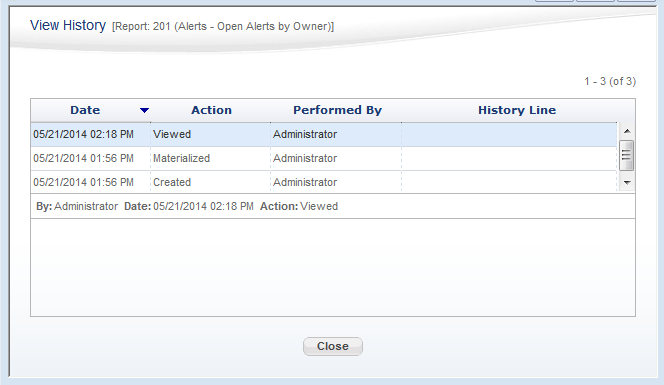 View History [Report: 201 (Alerts - Open Alerts by Owner)]
1 - 3 (of 3)
Date Action Performed By History Line
05/21/2014 02:18 PM Viewed Administrator
05/21/2014 01:56 PM Materialized Administrator
05/21/2014 01:56 PM Created Administrator
By: Administrator Date: 05/21/2014 02:18 PM Action: Viewed
Close